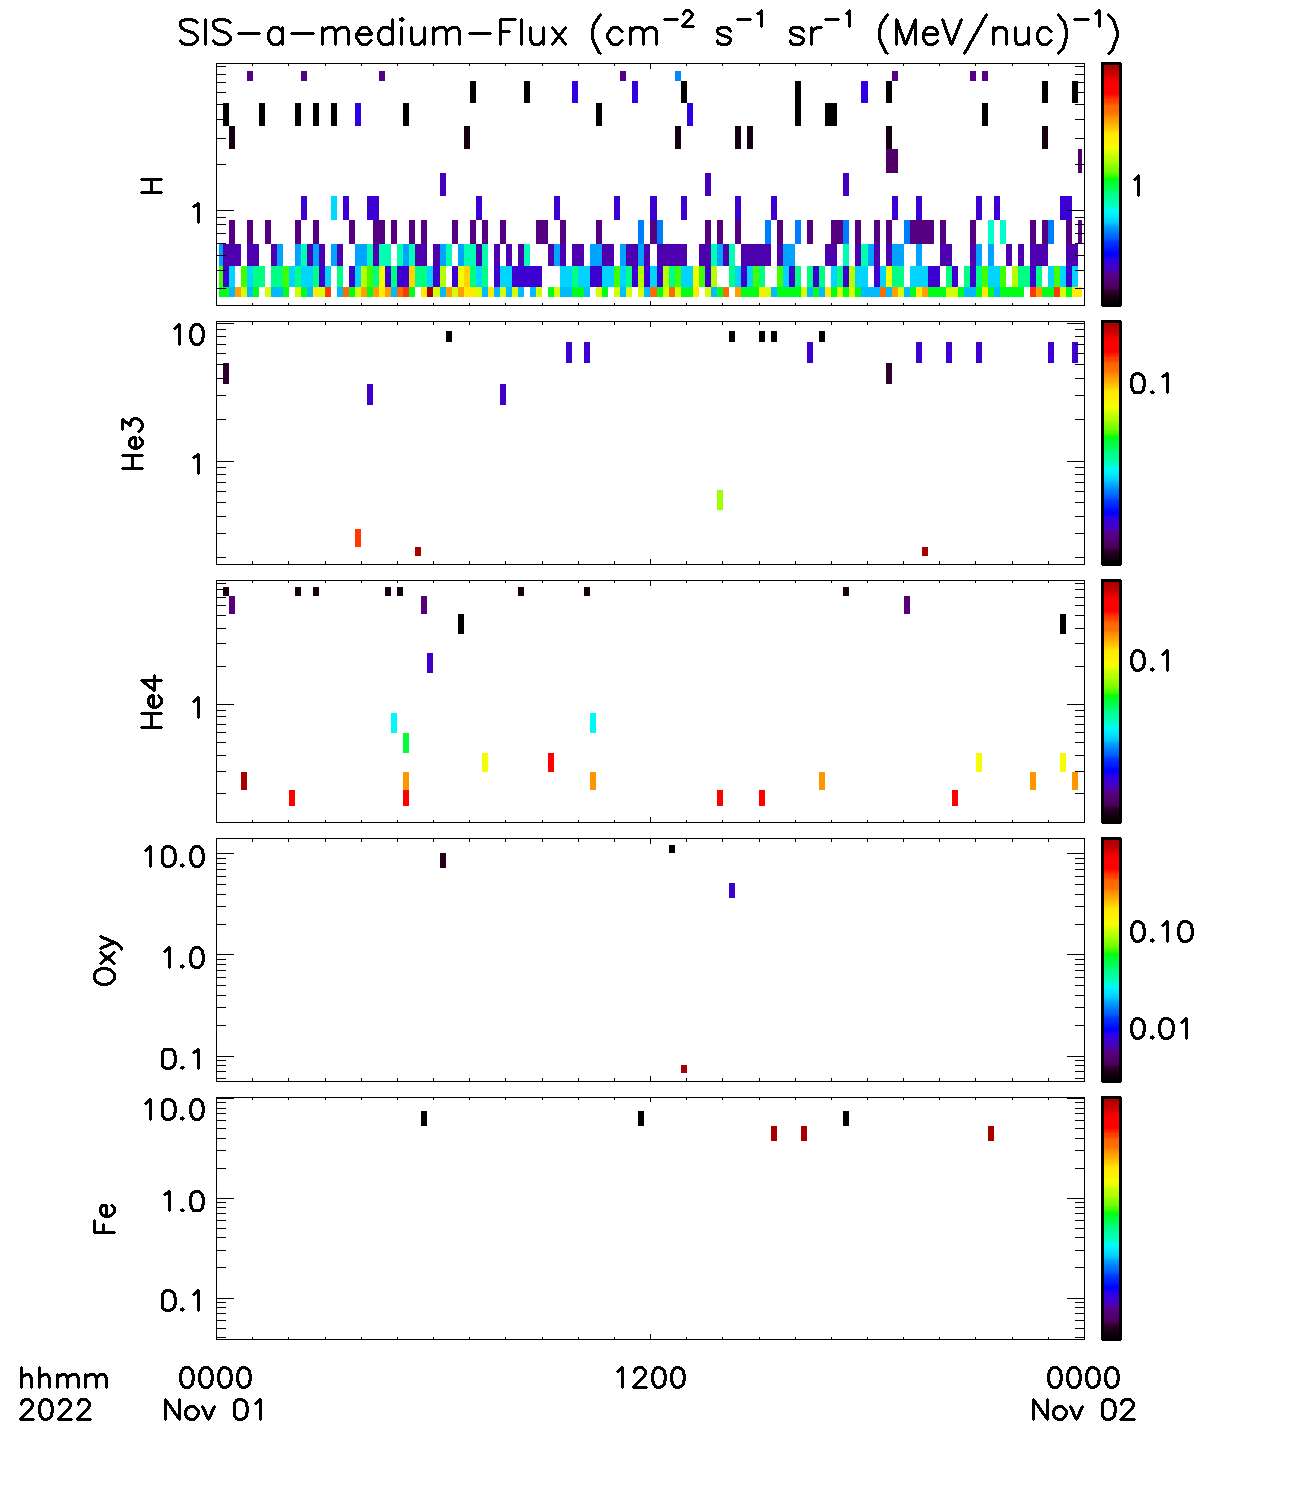 SIS-a-medium-Flux (cm⁻² s⁻¹ sr⁻¹ (MeV/nuc)⁻¹)
H
1
1
He3
10
1
0.1
He4
1
0.1
Oxy
10.0
1.0
0.1
0.10
0.01
Fe
10.0
1.0
0.1
hhmm 0000 1200 0000
2022 Nov 01 Nov 02